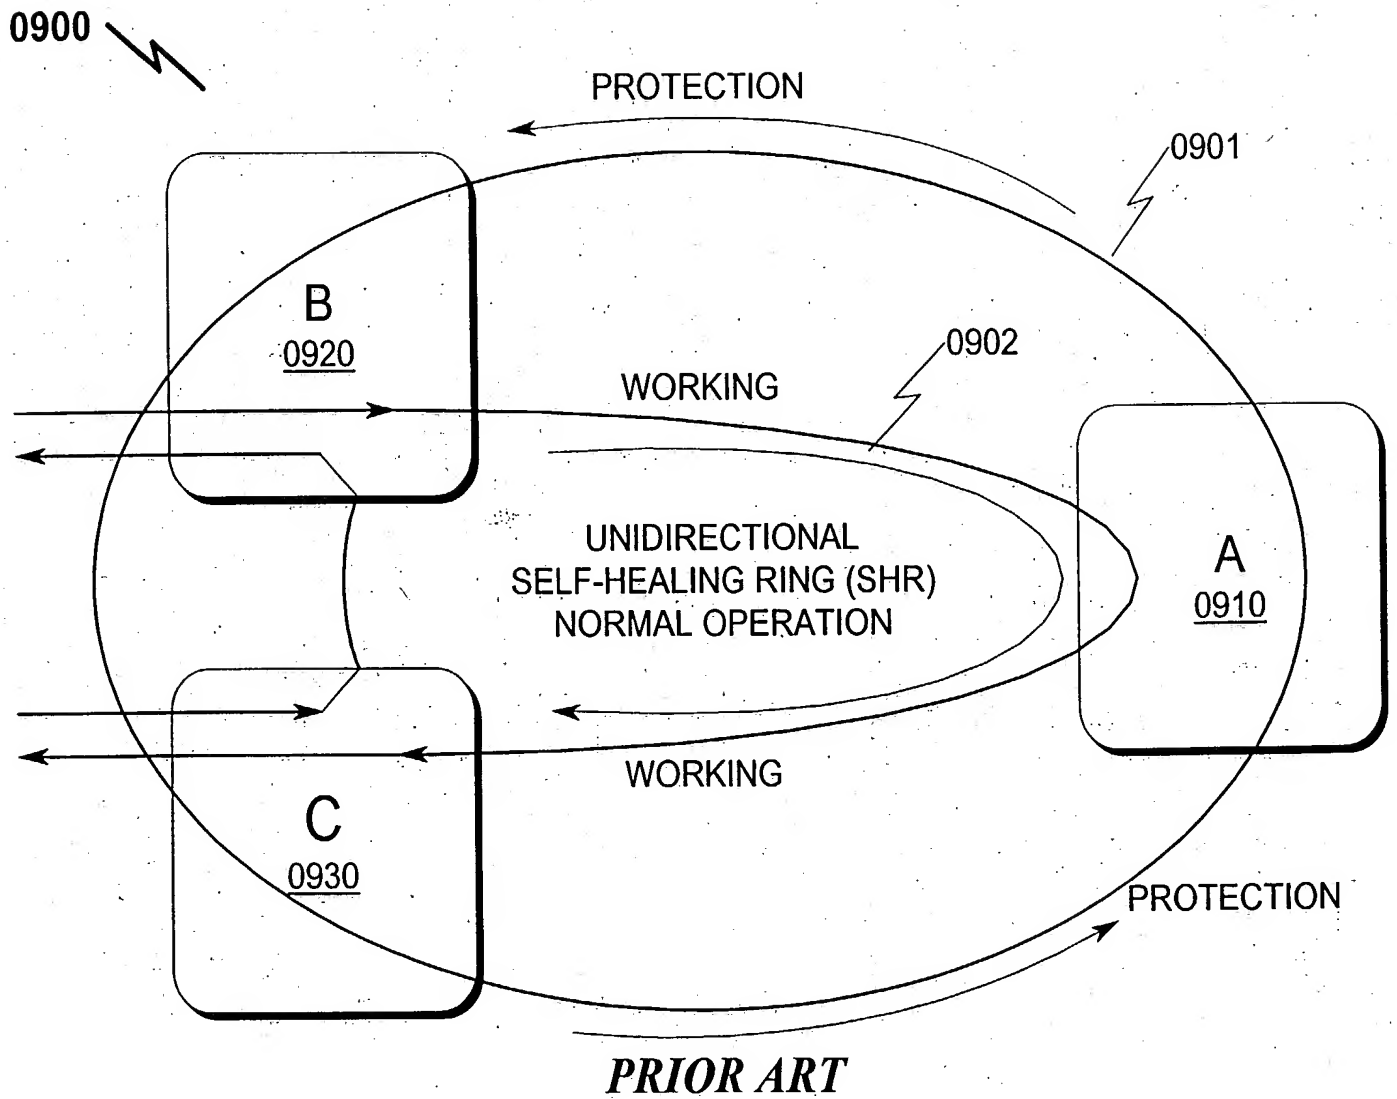 0900
PROTECTION
0901
B
0920
0902
WORKING
UNIDIRECTIONAL
SELF-HEALING RING (SHR)
NORMAL OPERATION
A
0910
WORKING
C
0930
PROTECTION
PRIOR ART